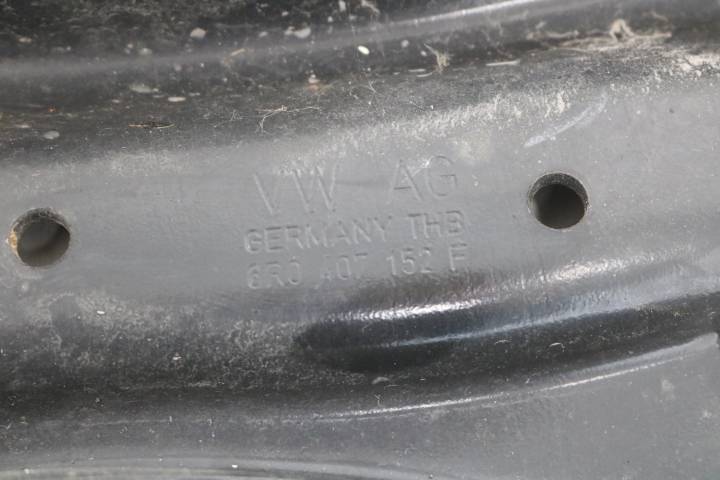 VW AG
GERMANY THB
6R0 407 152 F